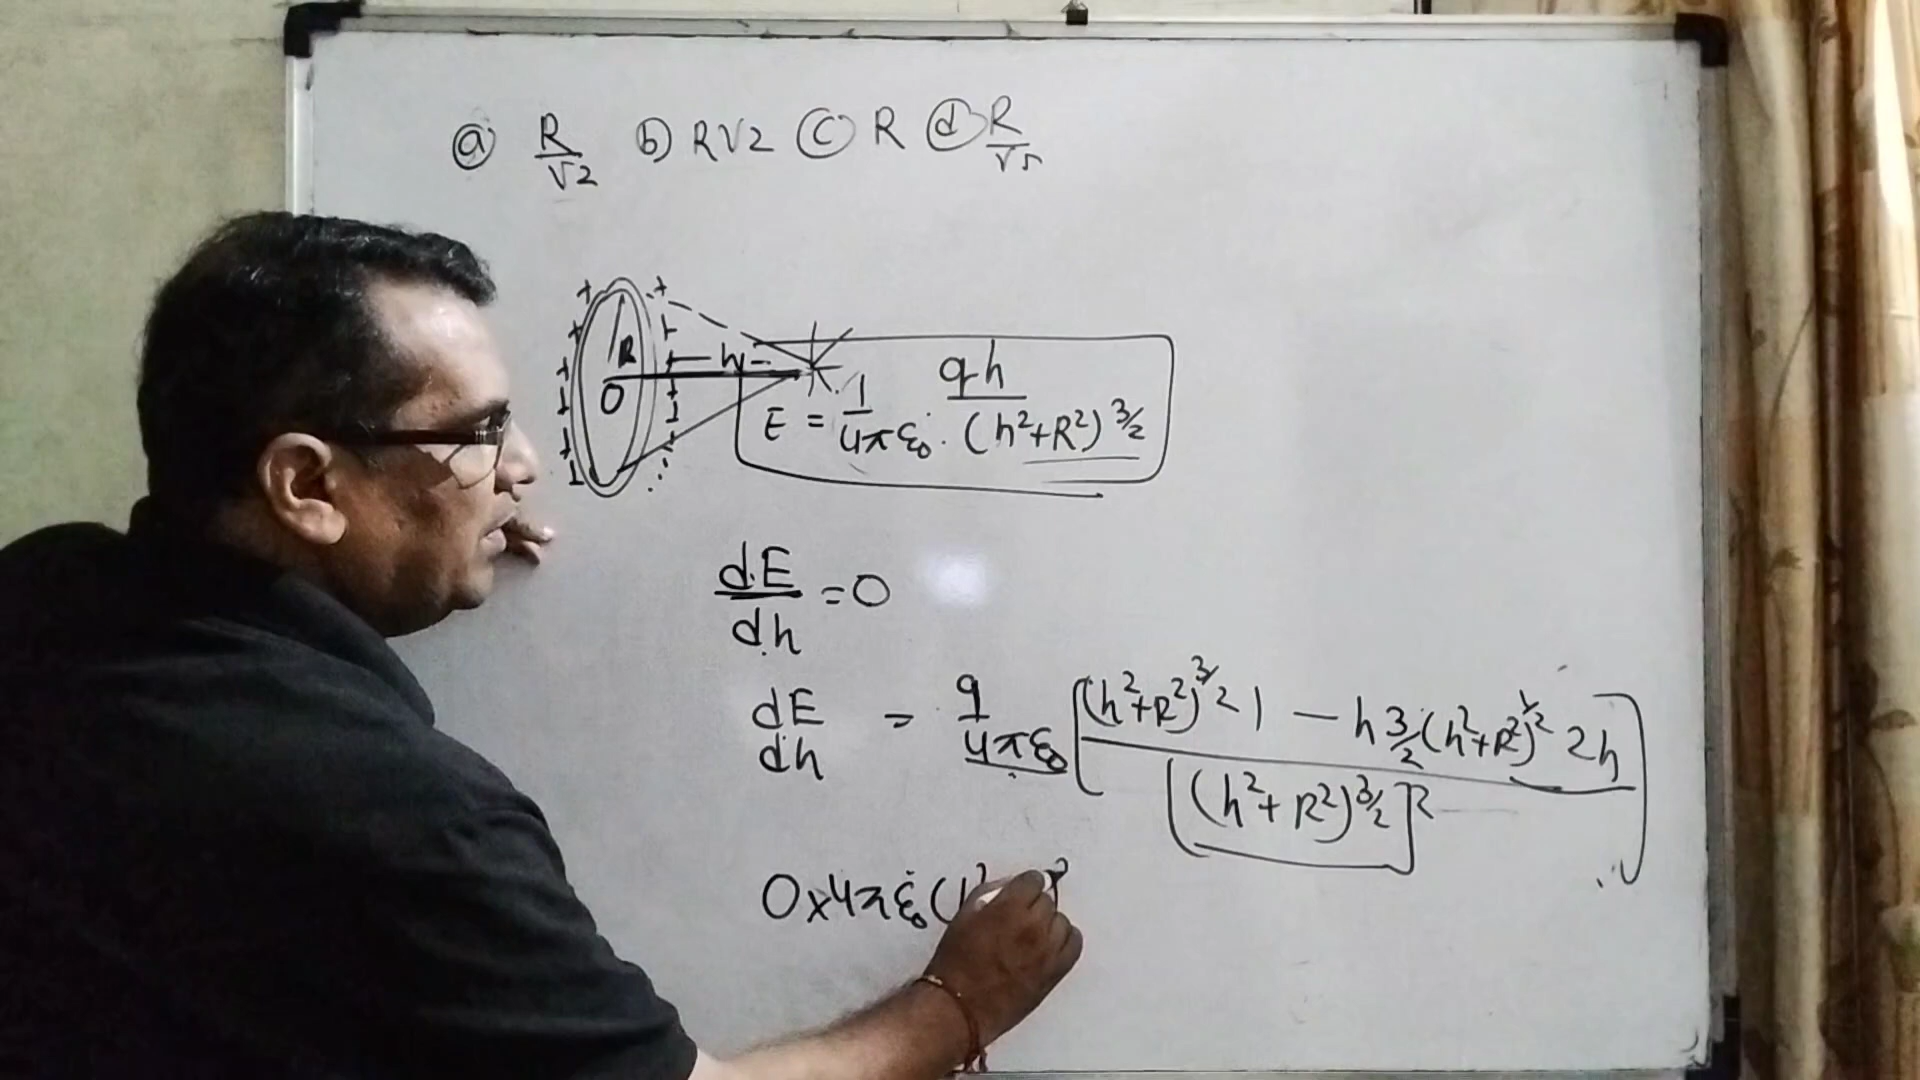 ⓐ R/√2 b) R√2 ⓒ R ⓓ R/√5
R
h
O
E = 1/4πε₀ · qh/(h²+R²)^3/2
dE/dh = 0
dE/dh = q/4πε₀ [(h²+R²)^3/2 1 − h 3/2 (h²+R²)^1/2 2h / [(h²+R²)^3/2]²]
0×4πε₀(